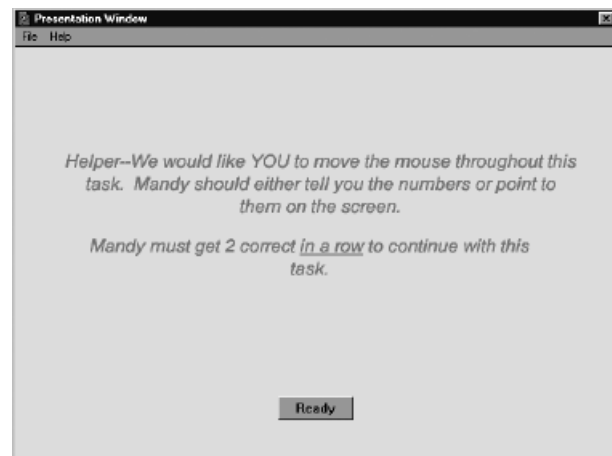 Presentation Window
File Help
Helper--We would like YOU to move the mouse throughout this
task. Mandy should either tell you the numbers or point to
them on the screen.
Mandy must get 2 correct in a row to continue with this
task.
Ready